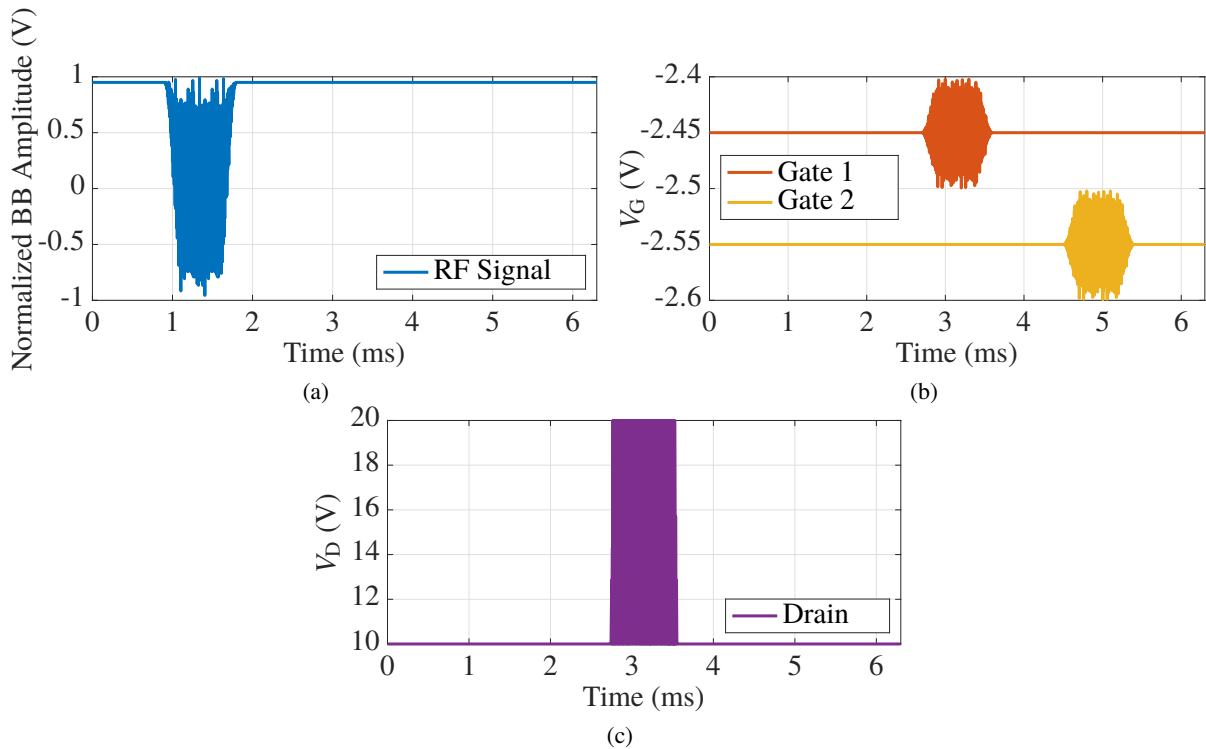 Normalized BB Amplitude (V)
1
0.5
0
-0.5
-1
RF Signal
0 1 2 3 4 5 6
Time (ms)
(a)
V_G (V)
-2.4
-2.45
-2.5
-2.55
-2.6
Gate 1
Gate 2
0 1 2 3 4 5 6
Time (ms)
(b)
V_D (V)
20
18
16
14
12
10
Drain
0 1 2 3 4 5 6
Time (ms)
(c)